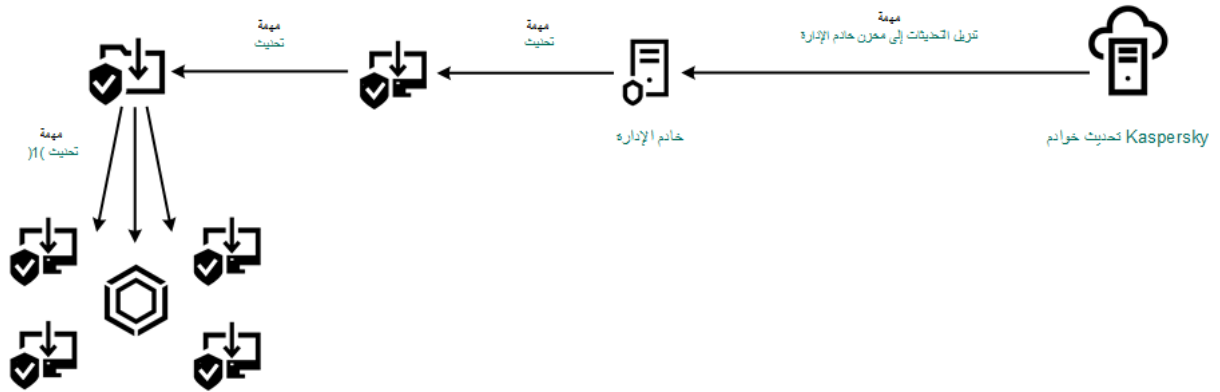 مهمة
تنزيل التحديثات إلى مخزن خادم الإدارة
مهمة
تحديث
مهمة
تحديث
Kaspersky تحديث خوادم
خادم الإدارة
مهمة
تحديث )1(